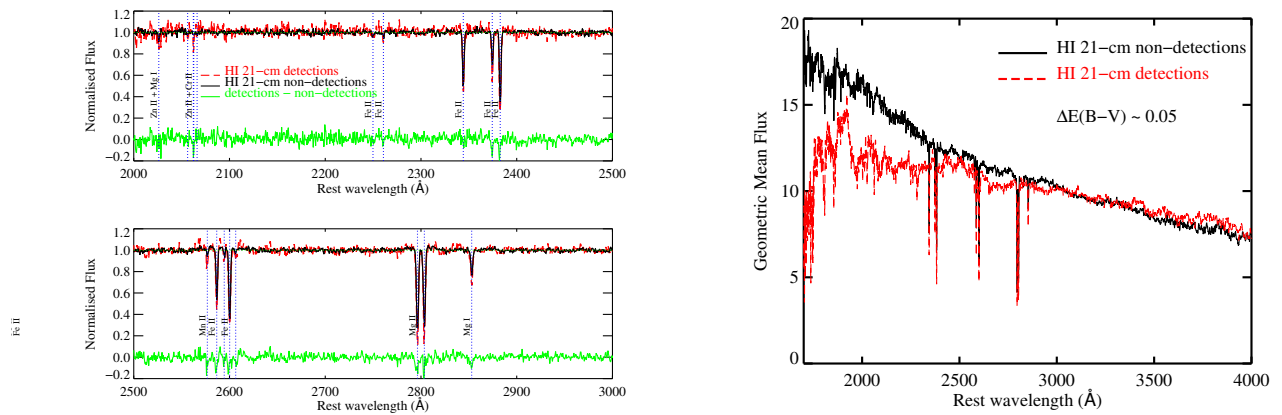 1.2
1.0
0.8
0.6
0.4
0.2
0.0
−0.2
Normalised Flux
Zn II + Mg I
Zn II + Cr II
HI 21−cm detections
HI 21−cm non−detections
detections − non−detections
Fe II
Fe II
Fe II
Fe II
Fe II
2000 2100 2200 2300 2400 2500
Rest wavelength (Å)
1.2
1.0
0.8
0.6
0.4
0.2
0.0
−0.2
Normalised Flux
Fe II
Mn II
Fe II
Fe II
Mg II
Mg I
2500 2600 2700 2800 2900 3000
Rest wavelength (Å)
20
15
10
5
0
Geometric Mean Flux
HI 21−cm non−detections
HI 21−cm detections
ΔE(B−V) ~ 0.05
2000 2500 3000 3500 4000
Rest wavelength (Å)